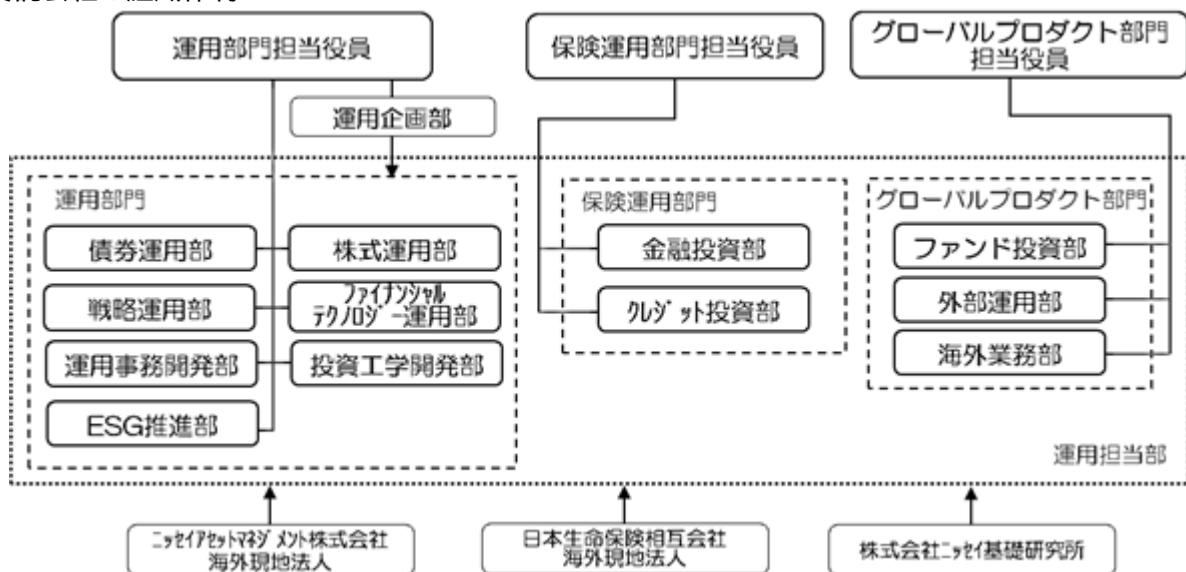 運用部門担当役員
保険運用部門担当役員
グローバルプロダクト部門
担当役員
運用企画部
運用部門
債券運用部
株式運用部
戦略運用部
ファイナンシャル
テクノロジー運用部
運用事務開発部
投資工学開発部
ESG推進部
保険運用部門
金融投資部
クレジット投資部
グローバルプロダクト部門
ファンド投資部
外部運用部
海外業務部
運用担当部
ニッセイアセットマネジメント株式会社
海外現地法人
日本生命保険相互会社
海外現地法人
株式会社ニッセイ基礎研究所